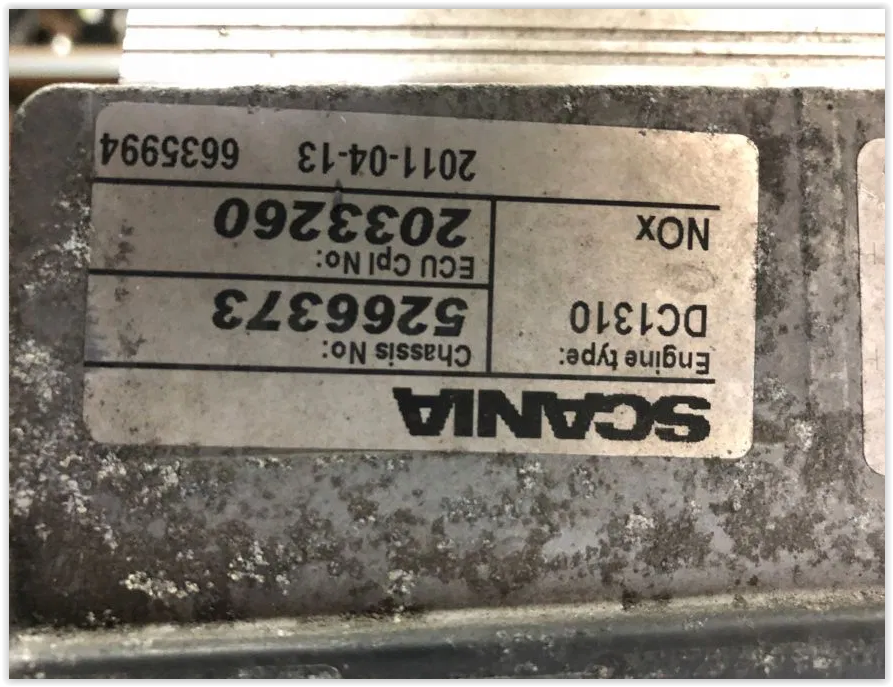 SCANIA
Engine type:
DC1310
NOx
Chassis No:
5266373
ECU Cpl No:
2033260
2011-04-13 6635994